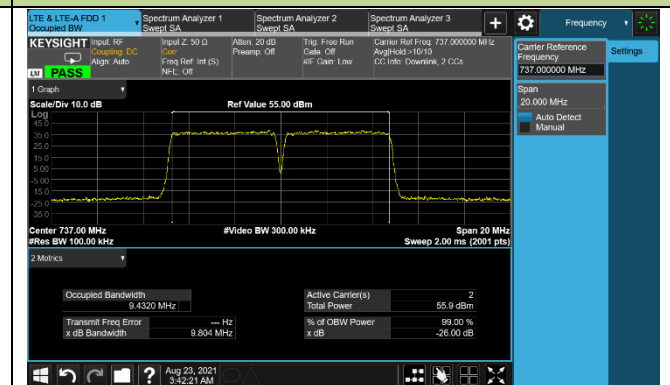 LTE & LTE-A FDD 1
Occupied BW
Spectrum Analyzer 1
Swept SA
Spectrum Analyzer 2
Swept SA
Spectrum Analyzer 3
Swept SA
Frequency
KEYSIGHT
Input: RF
Coupling: DC
Align: Auto
Input Z: 50 Ω
Corr
Freq Ref: Int (S)
NFE: Off
Atten: 20 dB
Preamp: Off
Trig: Free Run
Gate: Off
#IF Gain: Low
Carrier Ref Freq: 737.000000 MHz
Avg|Hold:>10/10
CC Info: Downlink, 2 CCs
LXI PASS
Carrier Reference
Frequency
737.000000 MHz
Settings
Span
20.000 MHz
Auto Detect
Manual
1 Graph
Scale/Div 10.0 dB
Ref Value 55.00 dBm
Log
45.0
35.0
25.0
15.0
5.00
-5.00
-15.0
-25.0
-35.0
Center 737.00 MHz
#Video BW 300.00 kHz
Span 20 MHz
#Res BW 100.00 kHz
Sweep 2.00 ms (2001 pts)
2 Metrics
Occupied Bandwidth
9.4320 MHz
Active Carrier(s) 2
Total Power 55.9 dBm
Transmit Freq Error --- Hz
x dB Bandwidth 9.804 MHz
% of OBW Power 99.00 %
x dB -26.00 dB
Aug 23, 2021
3:42:21 AM